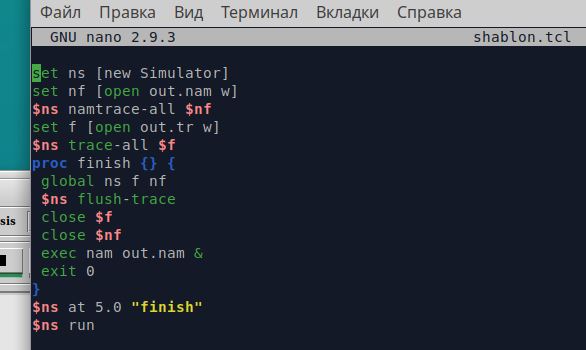 Файл Правка Вид Терминал Вкладки Справка
GNU nano 2.9.3 shablon.tcl
set ns [new Simulator]
set nf [open out.nam w]
$ns namtrace-all $nf
set f [open out.tr w]
$ns trace-all $f
proc finish {} {
global ns f nf
$ns flush-trace
close $f
close $nf
exec nam out.nam &
exit 0
}
$ns at 5.0 "finish"
$ns run
sis